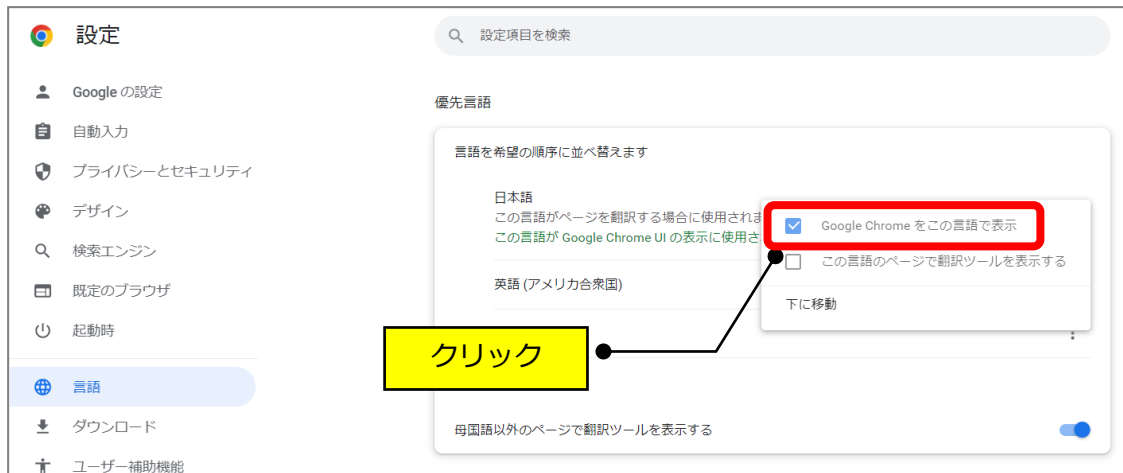 設定
設定項目を検索
Google の設定
自動入力
プライバシーとセキュリティ
デザイン
検索エンジン
既定のブラウザ
起動時
言語
ダウンロード
ユーザー補助機能
優先言語
言語を希望の順序に並べ替えます
日本語
この言語がページを翻訳する場合に使用されま
この言語が Google Chrome UI の表示に使用さ
英語 (アメリカ合衆国)
Google Chrome をこの言語で表示
この言語のページで翻訳ツールを表示する
下に移動
クリック
母国語以外のページで翻訳ツールを表示する